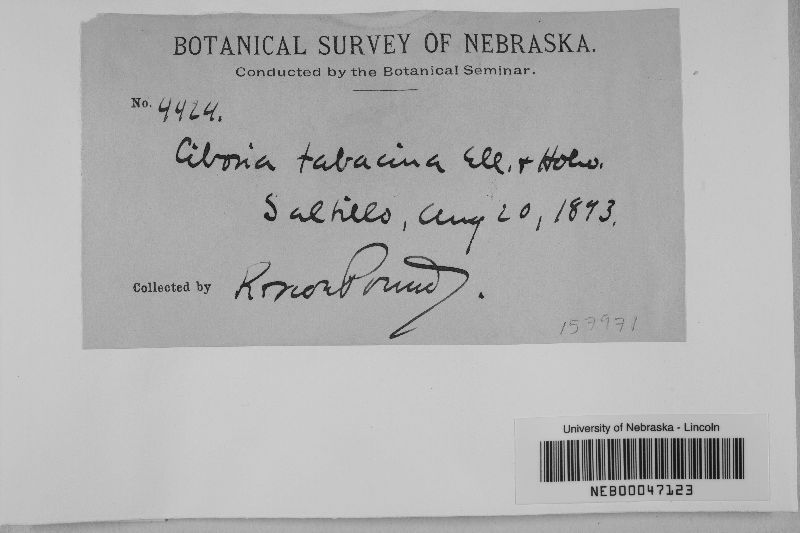 BOTANICAL SURVEY OF NEBRASKA.
Conducted by the Botanical Seminar.
No. 4424.
Ciboria tabacina Ell. & Holw.
Saltillo, Aug 20, 1893.
Collected by Roscoe Pound.
157971
University of Nebraska - Lincoln
NEB00047123